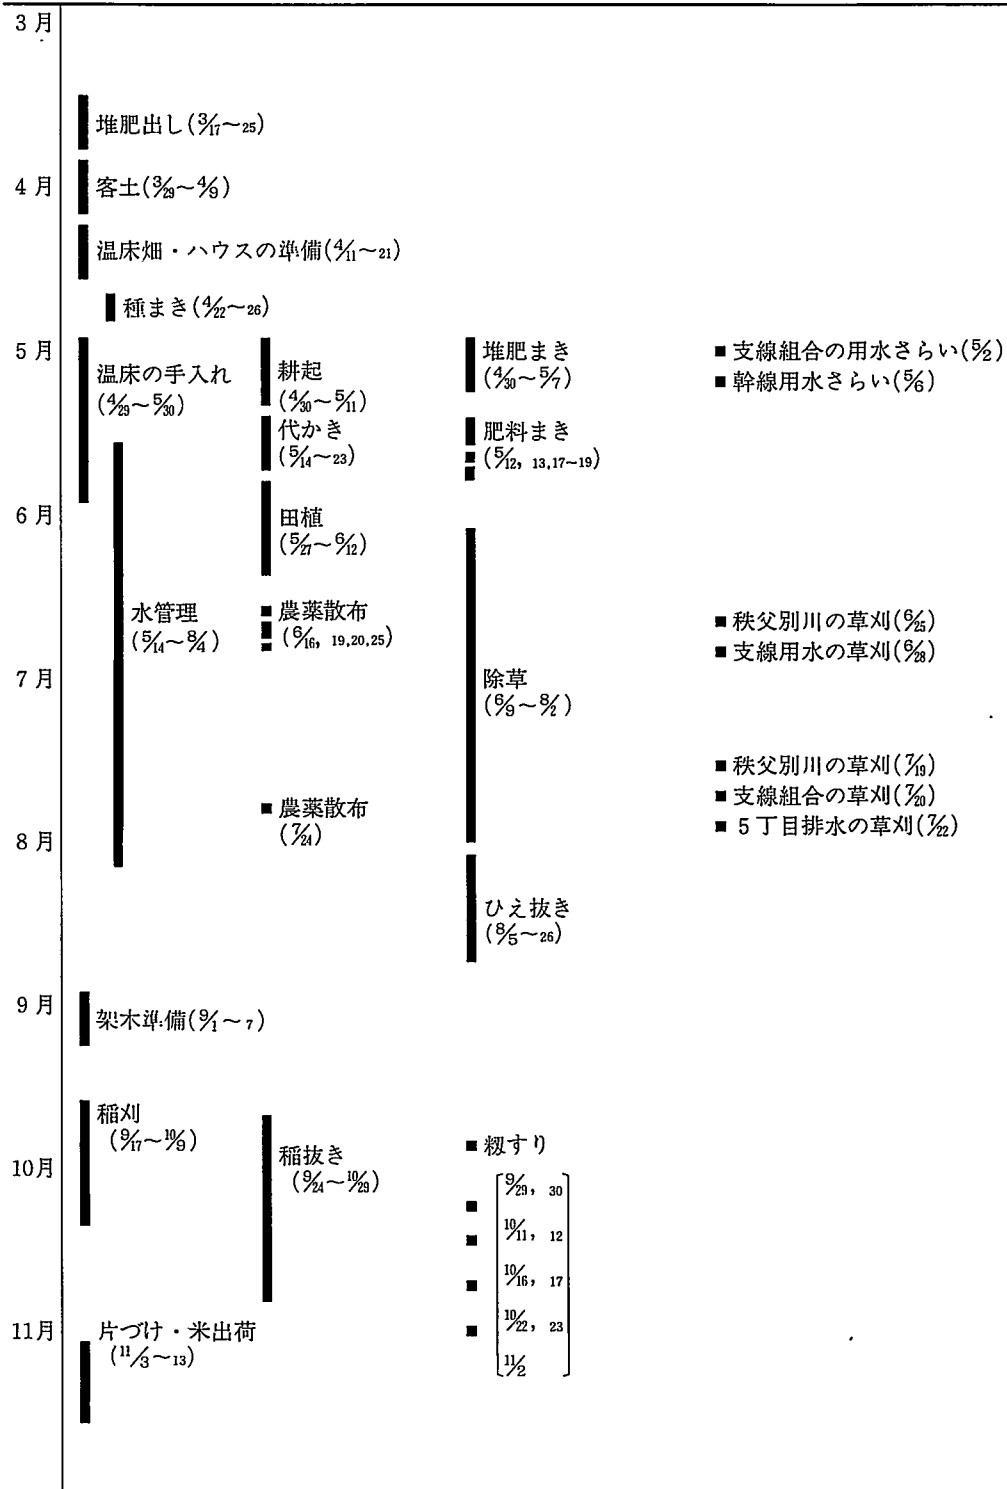 3月
堆肥出し(3/17～25)
4月
客土(3/29～4/9)
温床畑・ハウスの準備(4/11～21)
種まき(4/22～26)
5月
温床の手入れ
(4/29～5/30)
耕起
(4/30～5/11)
堆肥まき
(4/30～5/7)
支線組合の用水さらい(5/2)
幹線用水さらい(5/6)
代かき
(5/14～23)
肥料まき
(5/12, 13,17~19)
6月
田植
(5/27～6/12)
水管理
(5/14～8/4)
農薬散布
(6/16, 19,20,25)
秩父別川の草刈(6/25)
支線用水の草刈(6/28)
7月
除草
(6/9～8/2)
秩父別川の草刈(7/19)
支線組合の草刈(7/20)
5丁目排水の草刈(7/22)
農薬散布
(7/24)
8月
ひえ抜き
(8/5～26)
9月
架木準備(9/1～7)
稲刈
(9/17～10/9)
10月
稲抜き
(9/24～10/29)
籾すり
9/29, 30
10/11, 12
10/16, 17
10/22, 23
11/2
11月
片づけ・米出荷
(11/3～13)